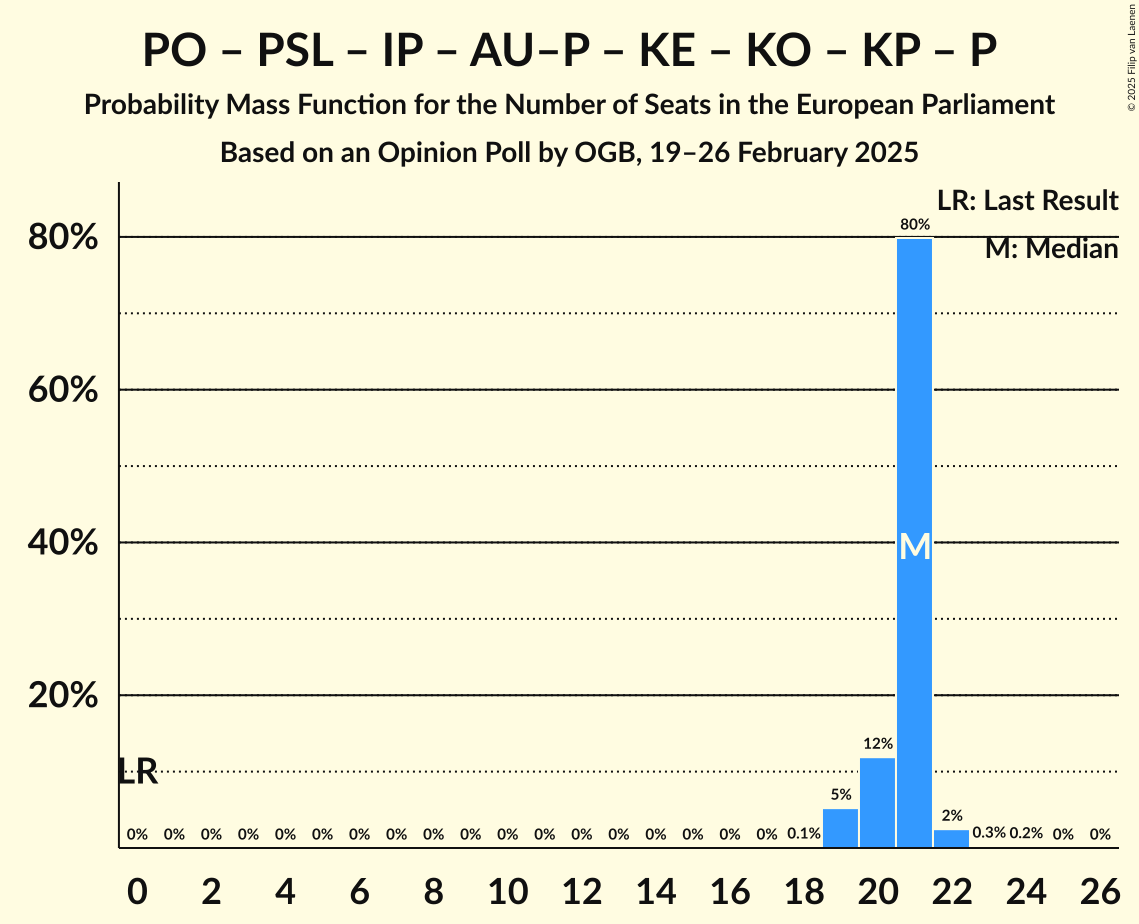 PO – PSL – IP – AU–P – KE – KO – KP – P
Probability Mass Function for the Number of Seats in the European Parliament
Based on an Opinion Poll by OGB, 19–26 February 2025
© 2025 Filip van Laenen
LR: Last Result
M: Median
80%
60%
40%
20%
80%
M
12%
LR
5%
2%
0% 0% 0% 0% 0% 0% 0% 0% 0% 0% 0% 0% 0% 0% 0% 0% 0% 0% 0.1% 0.3% 0.2% 0% 0%
0 2 4 6 8 10 12 14 16 18 20 22 24 26